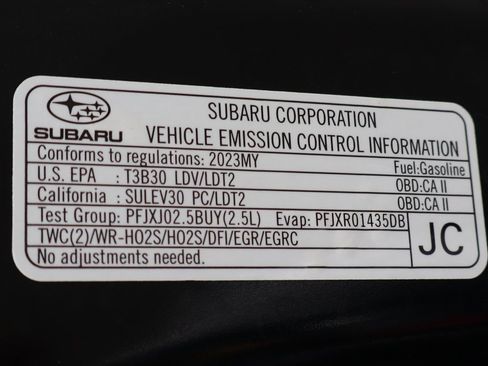 SUBARU
SUBARU CORPORATION
VEHICLE EMISSION CONTROL INFORMATION
Conforms to regulations: 2023MY Fuel:Gasoline
U.S. EPA : T3B30 LDV/LDT2 OBD:CA II
California : SULEV30 PC/LDT2 OBD:CA II
Test Group: PFJXJ02.5BUY(2.5L) Evap: PFJXR01435DB
TWC(2)/WR-HO2S/HO2S/DFI/EGR/EGRC
No adjustments needed.
JC